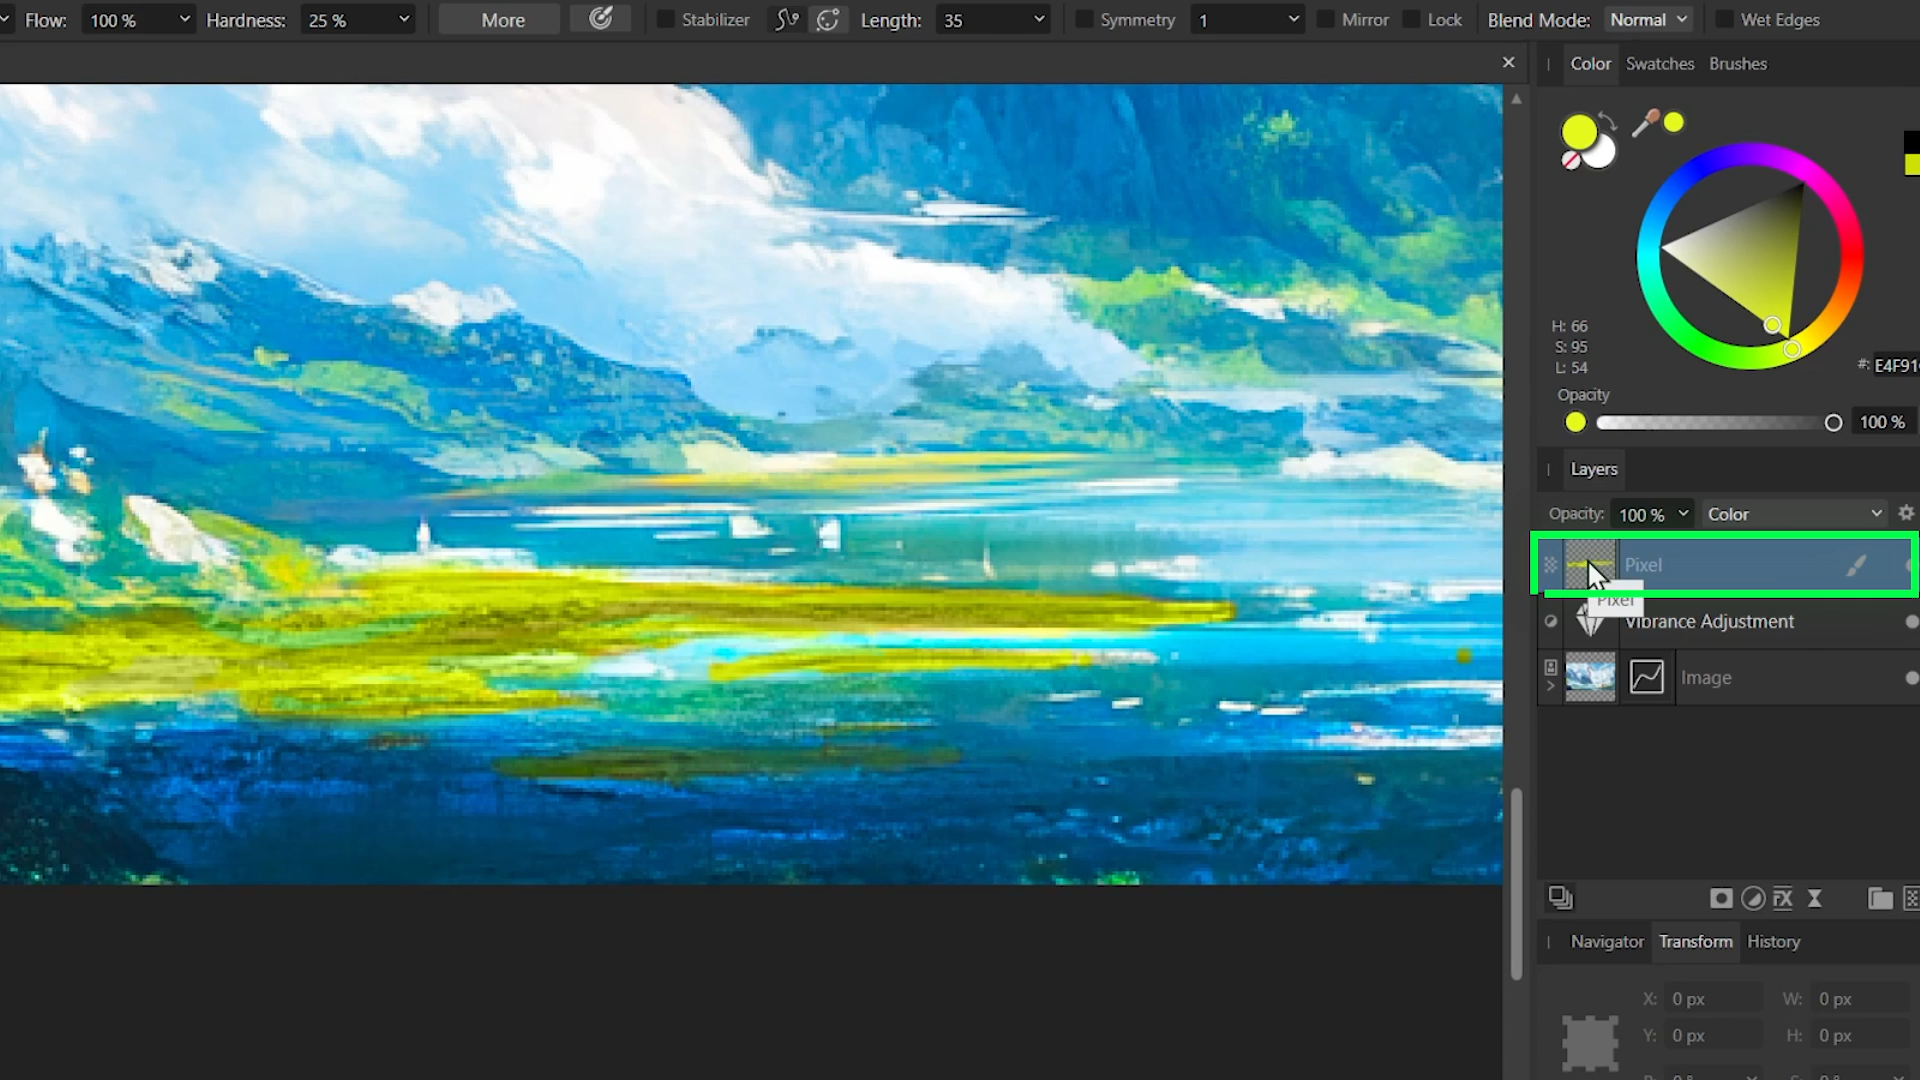 Flow: 100 % Hardness: 25 % More Stabilizer Length: 35 Symmetry 1 Mirror Lock Blend Mode: Normal Wet Edges
Color Swatches Brushes
H: 66
S: 95
L: 54
#: E4F91
Opacity
100 %
Layers
Opacity: 100 % Color
Pixel
Pixel
Vibrance Adjustment
Image
FX
Navigator Transform History
X: 0 px W: 0 px
Y: 0 px H: 0 px